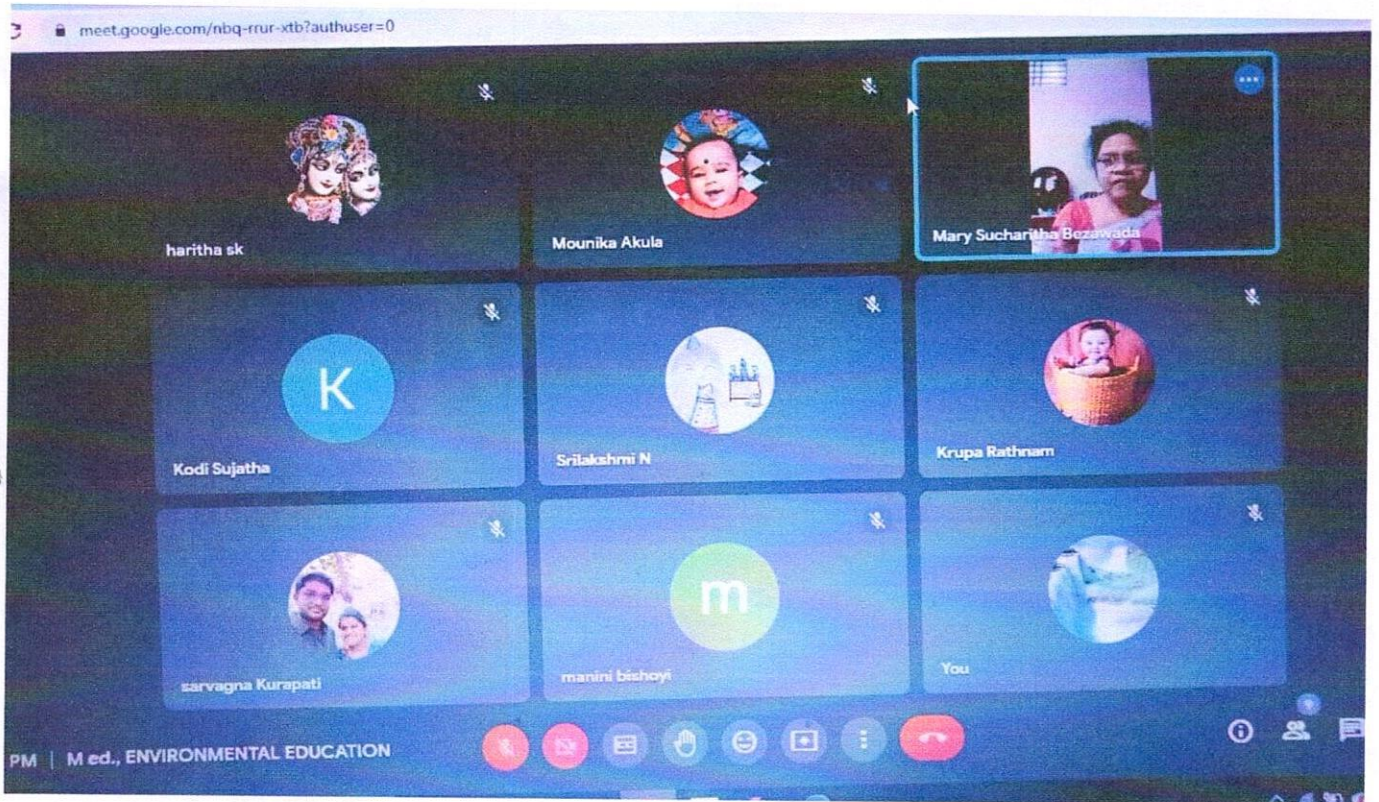 meet.google.com/nbq-rrur-xtb?authuser=0
haritha sk
Mounika Akula
Mary Sucharitha Bezawada
K
Kodi Sujatha
Srilakshmi N
Krupa Rathnam
sarvagna Kurapati
m
manini bishoyi
You
PM | M ed., ENVIRONMENTAL EDUCATION